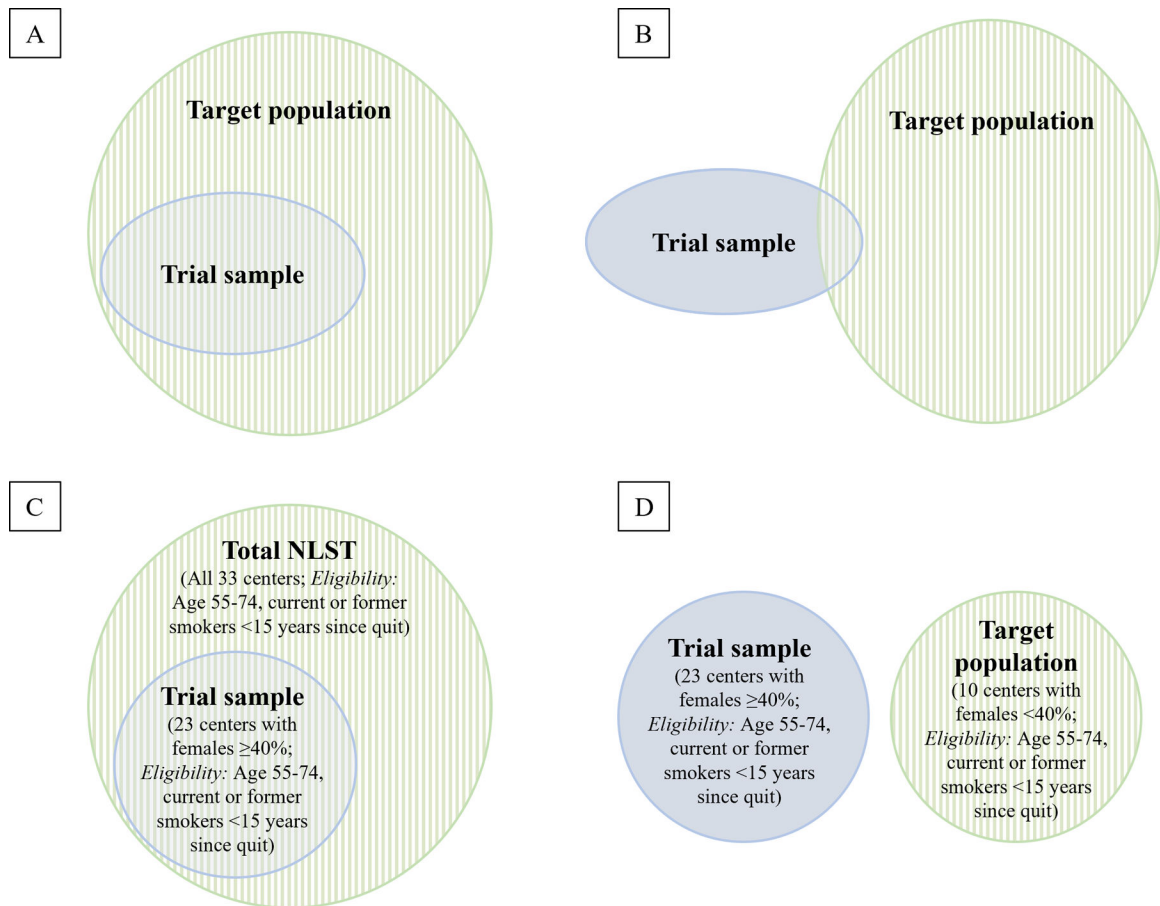 A
Target population
Trial sample
B
Target population
Trial sample
C
Total NLST
(All 33 centers; Eligibility:
Age 55-74, current or former
smokers <15 years since quit)
Trial sample
(23 centers with
females ≥40%;
Eligibility: Age 55-74,
current or former
smokers <15 years
since quit)
D
Trial sample
(23 centers with
females ≥40%;
Eligibility: Age 55-74,
current or former
smokers <15 years
since quit)
Target
population
(10 centers with
females <40%;
Eligibility: Age 55-74,
current or former
smokers <15 years
since quit)